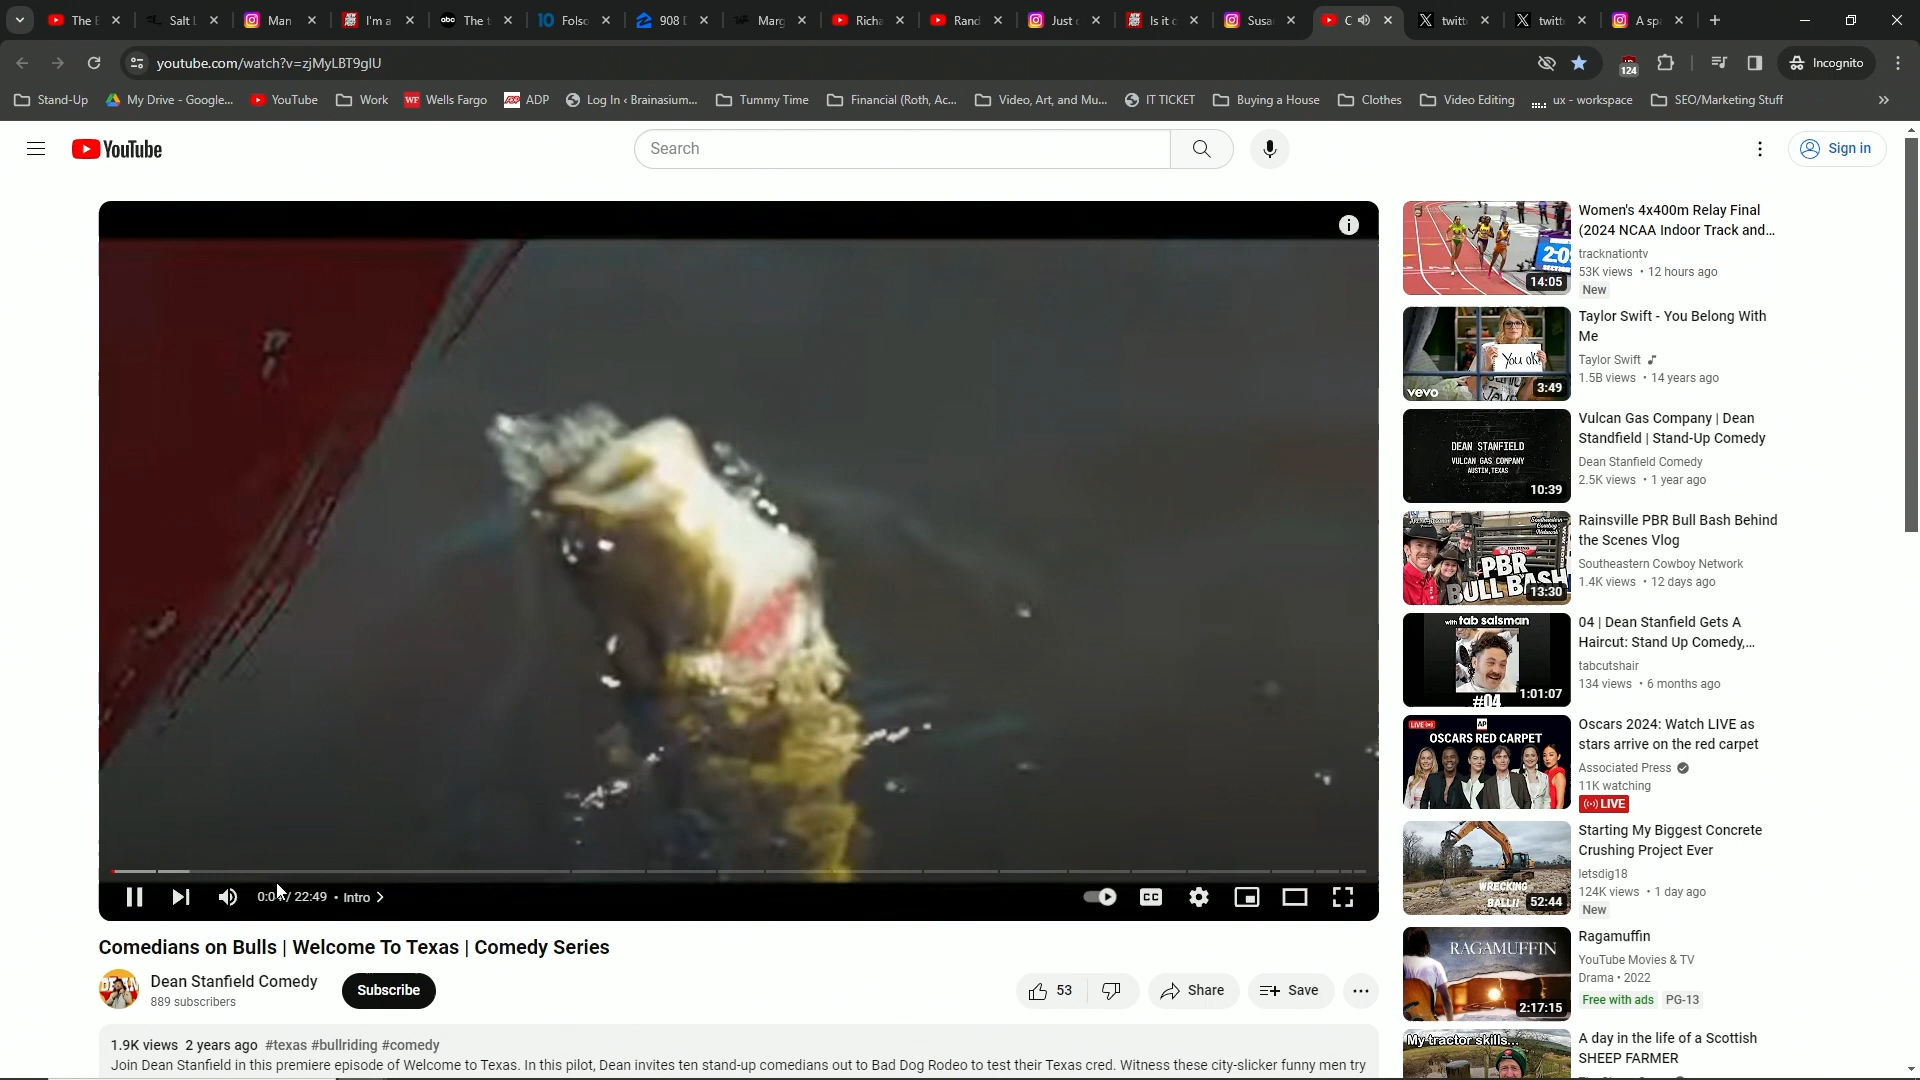 The E
Salt L
Man
I'm a
The t
Folso
908 D
Marg
Richa
Rand
Just c
Is it c
Susa
C
twitt
twitt
A sp
youtube.com/watch?v=zjMyLBT9glU
124
Incognito
Stand-Up
My Drive - Google...
YouTube
Work
Wells Fargo
ADP
Log In ‹ Brainasium...
Tummy Time
Financial (Roth, Ac...
Video, Art, and Mu...
IT TICKET
Buying a House
Clothes
Video Editing
ux - workspace
SEO/Marketing Stuff
YouTube
Search
Sign in
0:0 / 22:49 • Intro
CC
Comedians on Bulls | Welcome To Texas | Comedy Series
Dean Stanfield Comedy
889 subscribers
Subscribe
53
Share
Save
1.9K views 2 years ago #texas #bullriding #comedy
Join Dean Stanfield in this premiere episode of Welcome to Texas. In this pilot, Dean invites ten stand-up comedians out to Bad Dog Rodeo to test their Texas cred. Witness these city-slicker funny men try
14:05
Women's 4x400m Relay Final
(2024 NCAA Indoor Track and...
tracknationtv
53K views • 12 hours ago
New
You ok
vevo
3:49
Taylor Swift - You Belong With
Me
Taylor Swift
1.5B views • 14 years ago
DEAN STANFIELD
VULCAN GAS COMPANY
AUSTIN, TEXAS
10:39
Vulcan Gas Company | Dean
Standfield | Stand-Up Comedy
Dean Stanfield Comedy
2.5K views • 1 year ago
PBR
BULL BASH
13:30
Rainsville PBR Bull Bash Behind
the Scenes Vlog
Southeastern Cowboy Network
1.4K views • 12 days ago
with tab salsman
#04
1:01:07
04 | Dean Stanfield Gets A
Haircut: Stand Up Comedy,...
tabcutshair
134 views • 6 months ago
LIVE
AP
OSCARS RED CARPET
Oscars 2024: Watch LIVE as
stars arrive on the red carpet
Associated Press
11K watching
LIVE
WRECKING
BALL!!
52:44
Starting My Biggest Concrete
Crushing Project Ever
letsdig18
124K views • 1 day ago
New
RAGAMUFFIN
2:17:15
Ragamuffin
YouTube Movies & TV
Drama • 2022
Free with ads
PG-13
My tractor skills...
A day in the life of a Scottish
SHEEP FARMER